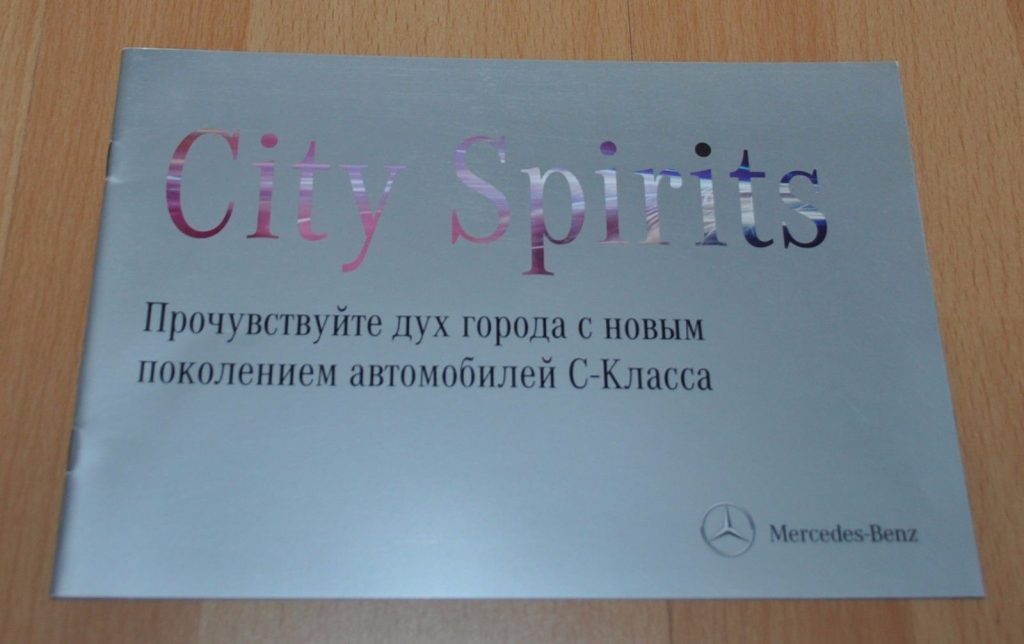 City Spirits
Прочувствуйте дух города с новым
поколением автомобилей С-Класса
Mercedes-Benz